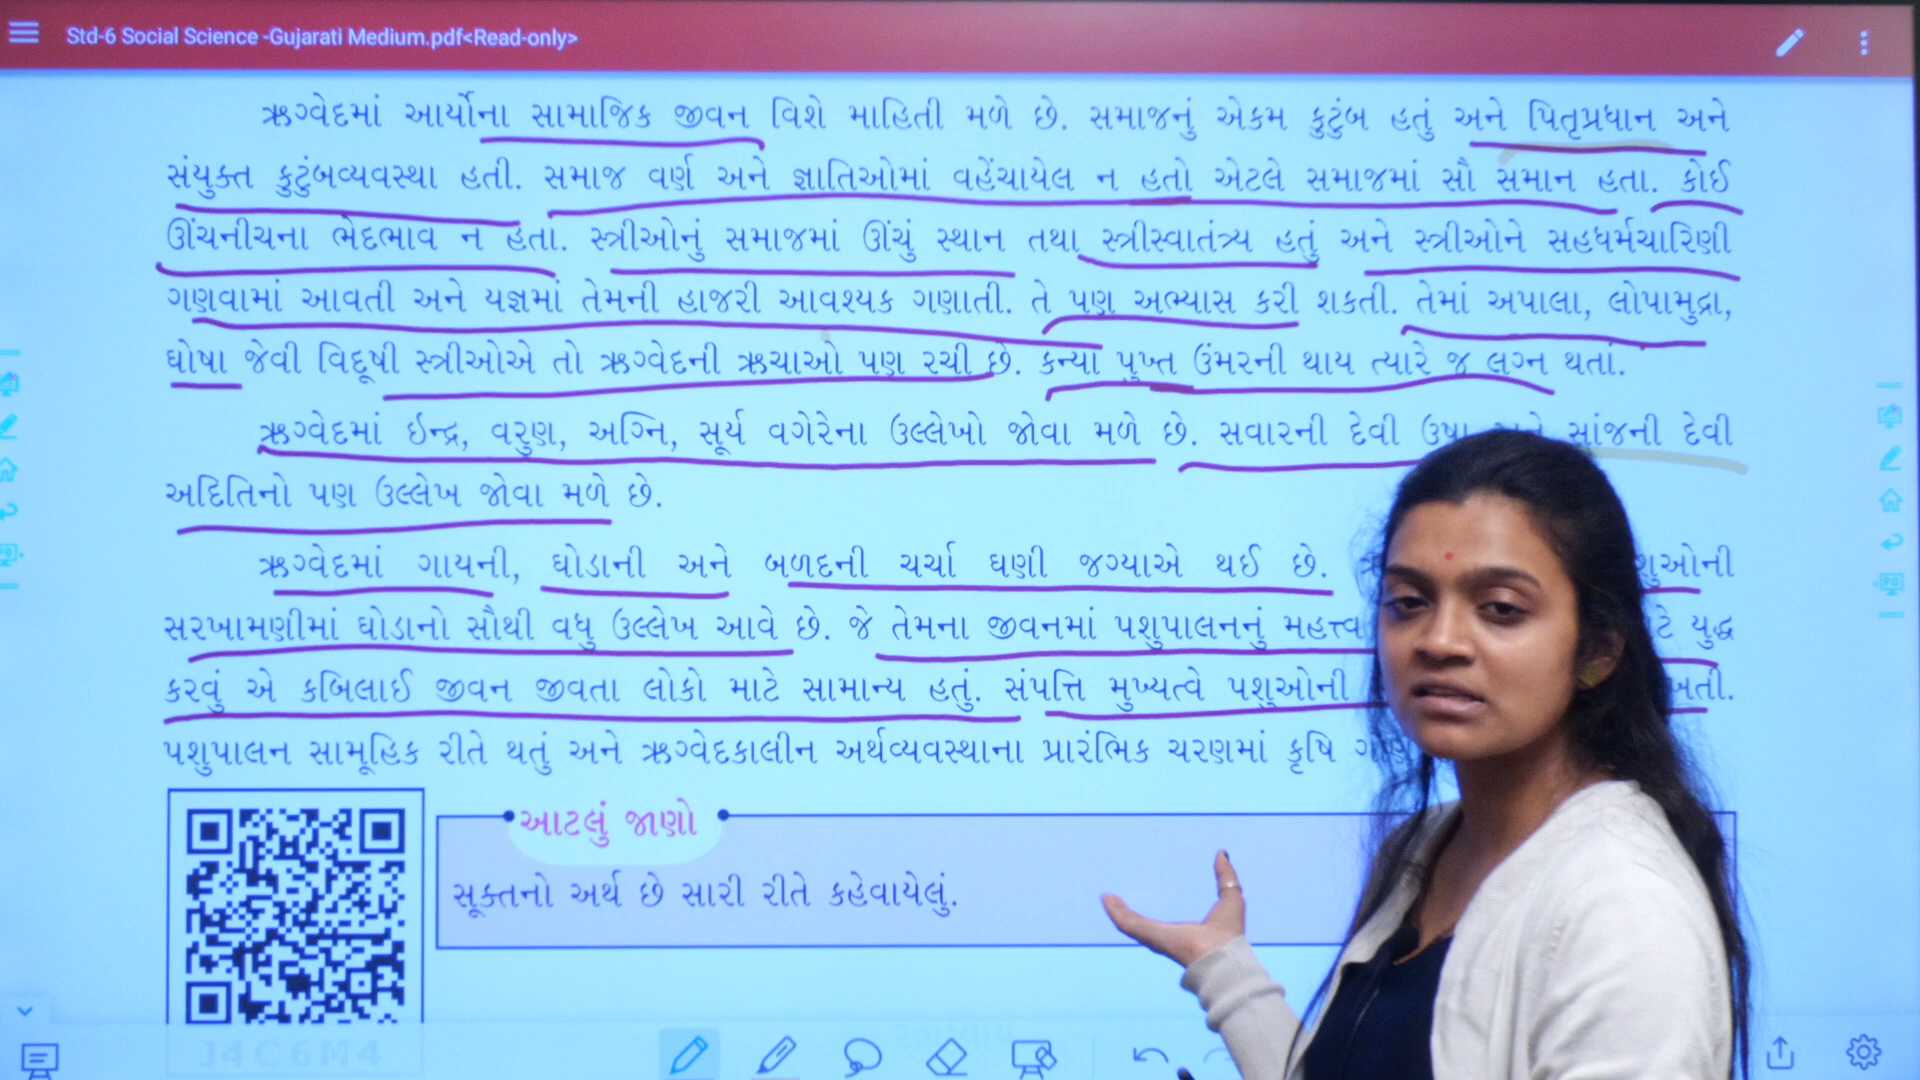 Std-6 Social Science -Gujarati Medium.pdf<Read-only>
ઋગ્વેદમાં આર્યોના સામાજિક જીવન વિશે માહિતી મળે છે. સમાજનું એકમ કુટુંબ હતું અને પિતૃપ્રધાન અને
સંયુક્ત કુટુંબવ્યવસ્થા હતી. સમાજ વર્ણ અને જ્ઞાતિઓમાં વહેંચાયેલ ન હતો એટલે સમાજમાં સૌ સમાન હતા. કોઈ
ઊંચનીચના ભેદભાવ ન હતા. સ્ત્રીઓનું સમાજમાં ઊંચું સ્થાન તથા સ્ત્રીસ્વાતંત્ર્ય હતું અને સ્ત્રીઓને સહધર્મચારિણી
ગણવામાં આવતી અને યજ્ઞમાં તેમની હાજરી આવશ્યક ગણાતી. તે પણ અભ્યાસ કરી શકતી. તેમાં અપાલા, લોપામુદ્રા,
ઘોષા જેવી વિદૂષી સ્ત્રીઓએ તો ઋગ્વેદની ઋચાઓ પણ રચી છે. કન્યા પુખ્ત ઉંમરની થાય ત્યારે જ લગ્ન થતાં.
ઋગ્વેદમાં ઇન્દ્ર, વરુણ, અગ્નિ, સૂર્ય વગેરેના ઉલ્લેખો જોવા મળે છે. સવારની દેવી ઉષા અને સાંજની દેવી
અદિતિનો પણ ઉલ્લેખ જોવા મળે છે.
ઋગ્વેદમાં ગાયની, ઘોડાની અને બળદની ચર્ચા ઘણી જગ્યાએ થઈ છે.
સરખામણીમાં ઘોડાનો સૌથી વધુ ઉલ્લેખ આવે છે. જે તેમના જીવનમાં પશુપાલનનું મહત્ત્વ યુદ્ધ
કરવું એ કબિલાઈ જીવન જીવતા લોકો માટે સામાન્ય હતું. સંપત્તિ મુખ્યત્વે પશુઓની
પશુપાલન સામૂહિક રીતે થતું અને ઋગ્વેદકાલીન અર્થવ્યવસ્થાના પ્રારંભિક ચરણમાં કૃષિ
આટલું જાણો
સૂક્તનો અર્થ છે સારી રીતે કહેવાયેલું.
J4C6M4